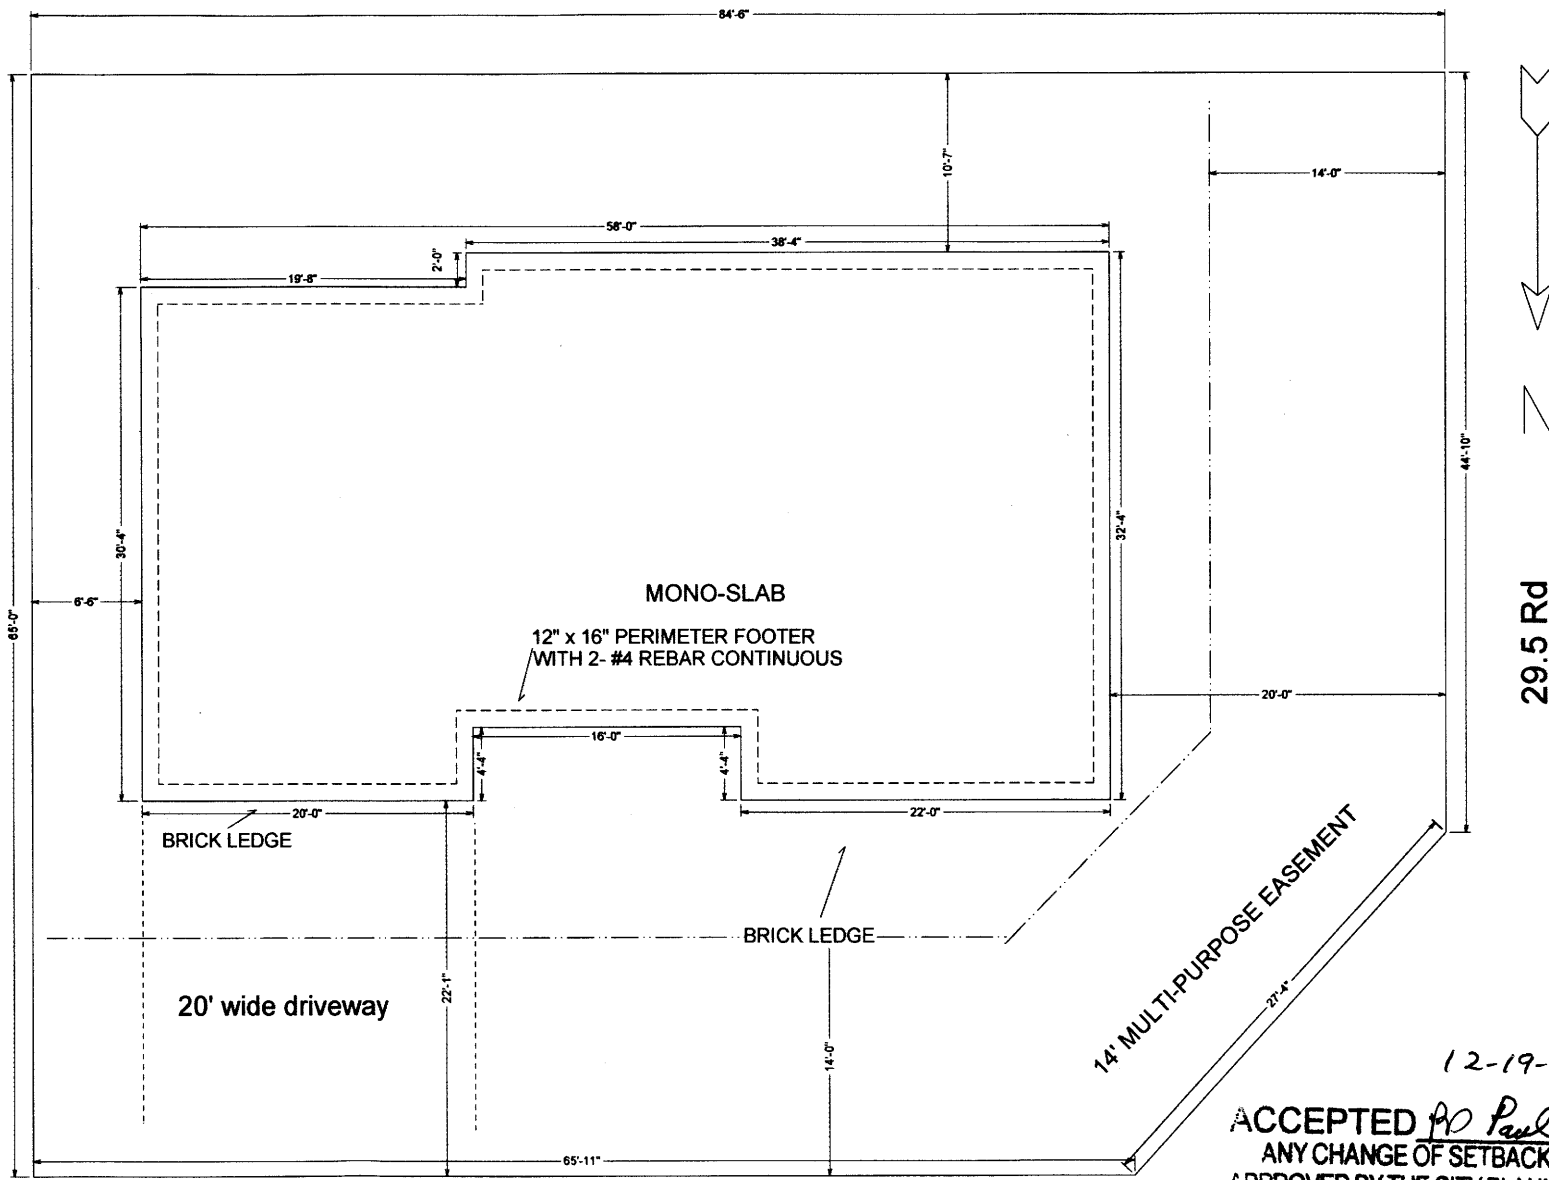 84'-6"
10'-7"
14'-0"
58'-0"
38'-4"
2'-0"
19'-8"
44'-10"
30'-4"
32'-4"
6'-6"
65'-0"
MONO-SLAB
12" x 16" PERIMETER FOOTER
WITH 2- #4 REBAR CONTINUOUS
29.5 Rd
20'-0"
16'-0"
4'-4"
4'-4"
20'-0"
22'-0"
BRICK LEDGE
BRICK LEDGE
14' MULTI-PURPOSE EASEMENT
27'-4"
20' wide driveway
22'-1"
14'-0"
65'-11"
N
12-19-
ACCEPTED
ANY CHANGE OF SETBACK